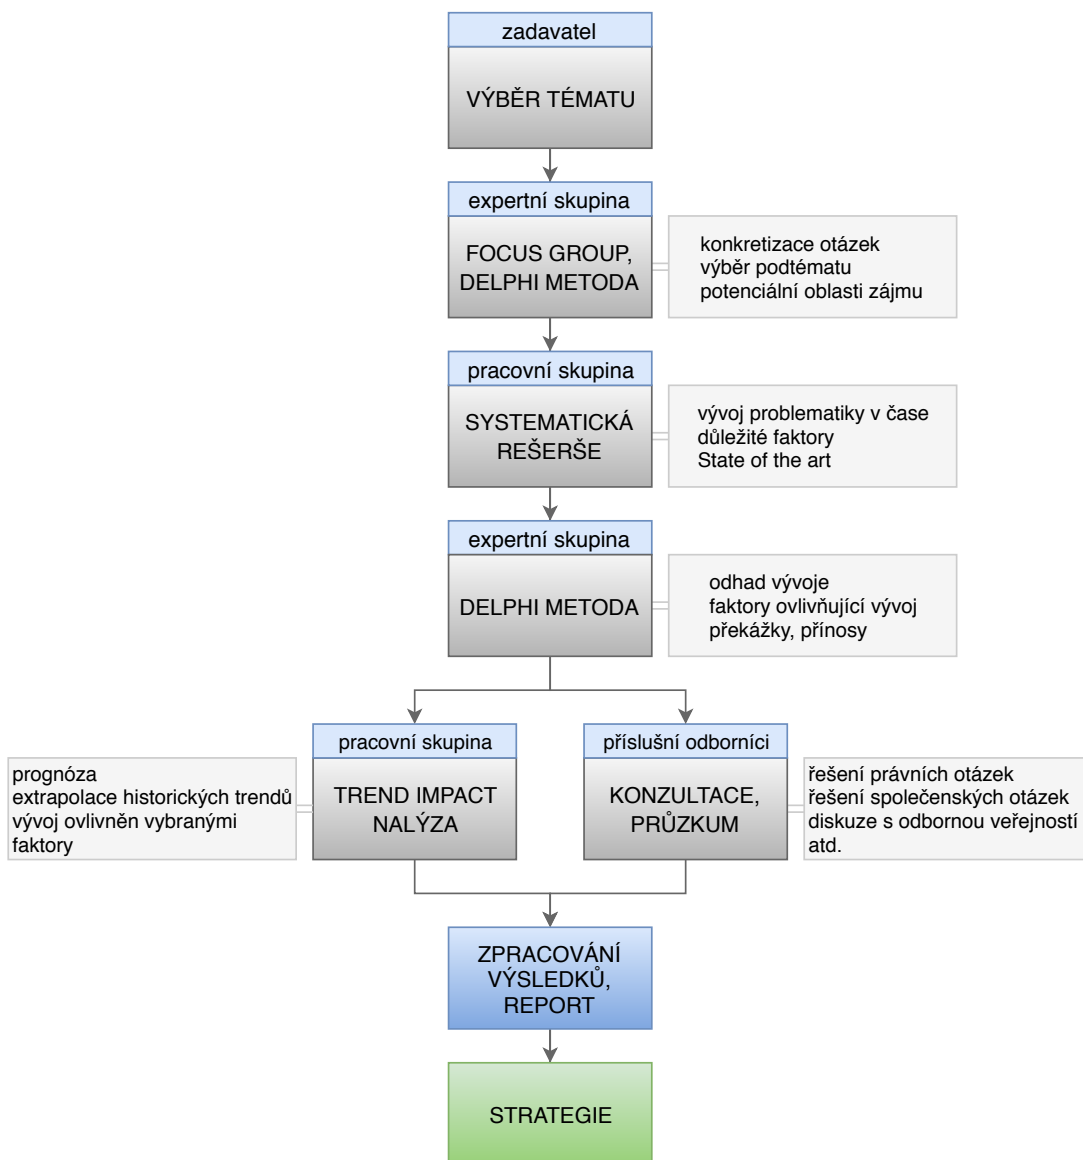 zadavatel
VÝBĚR TÉMATU
expertní skupina
FOCUS GROUP,
DELPHI METODA
konkretizace otázek
výběr podtématu
potenciální oblasti zájmu
pracovní skupina
SYSTEMATICKÁ
REŠERŠE
vývoj problematiky v čase
důležité faktory
State of the art
expertní skupina
DELPHI METODA
odhad vývoje
faktory ovlivňující vývoj
překážky, přínosy
pracovní skupina
TREND IMPACT
NALÝZA
prognóza
extrapolace historických trendů
vývoj ovlivněn vybranými
faktory
příslušní odborníci
KONZULTACE,
PRŮZKUM
řešení právních otázek
řešení společenských otázek
diskuze s odbornou veřejností
atd.
ZPRACOVÁNÍ
VÝSLEDKŮ,
REPORT
STRATEGIE